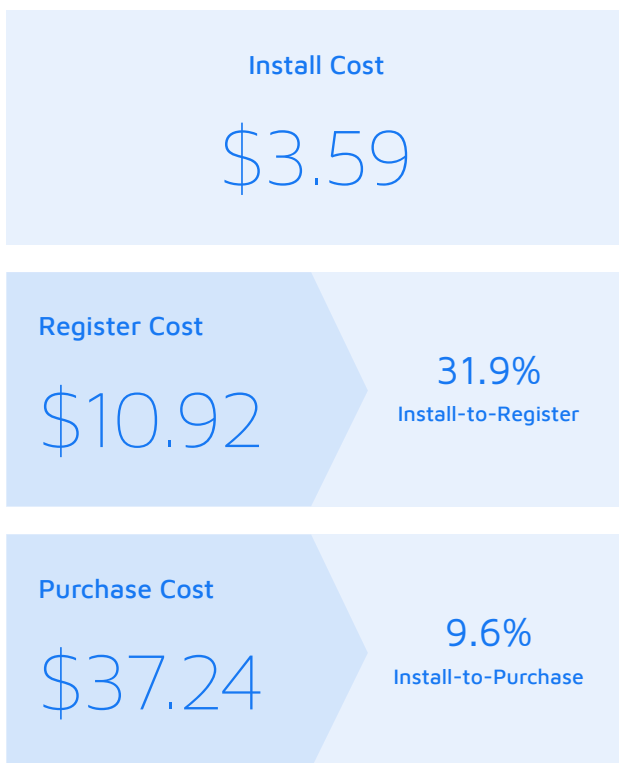 Install Cost
$3.59
Register Cost
$10.92
31.9%
Install-to-Register
Purchase Cost
$37.24
9.6%
Install-to-Purchase